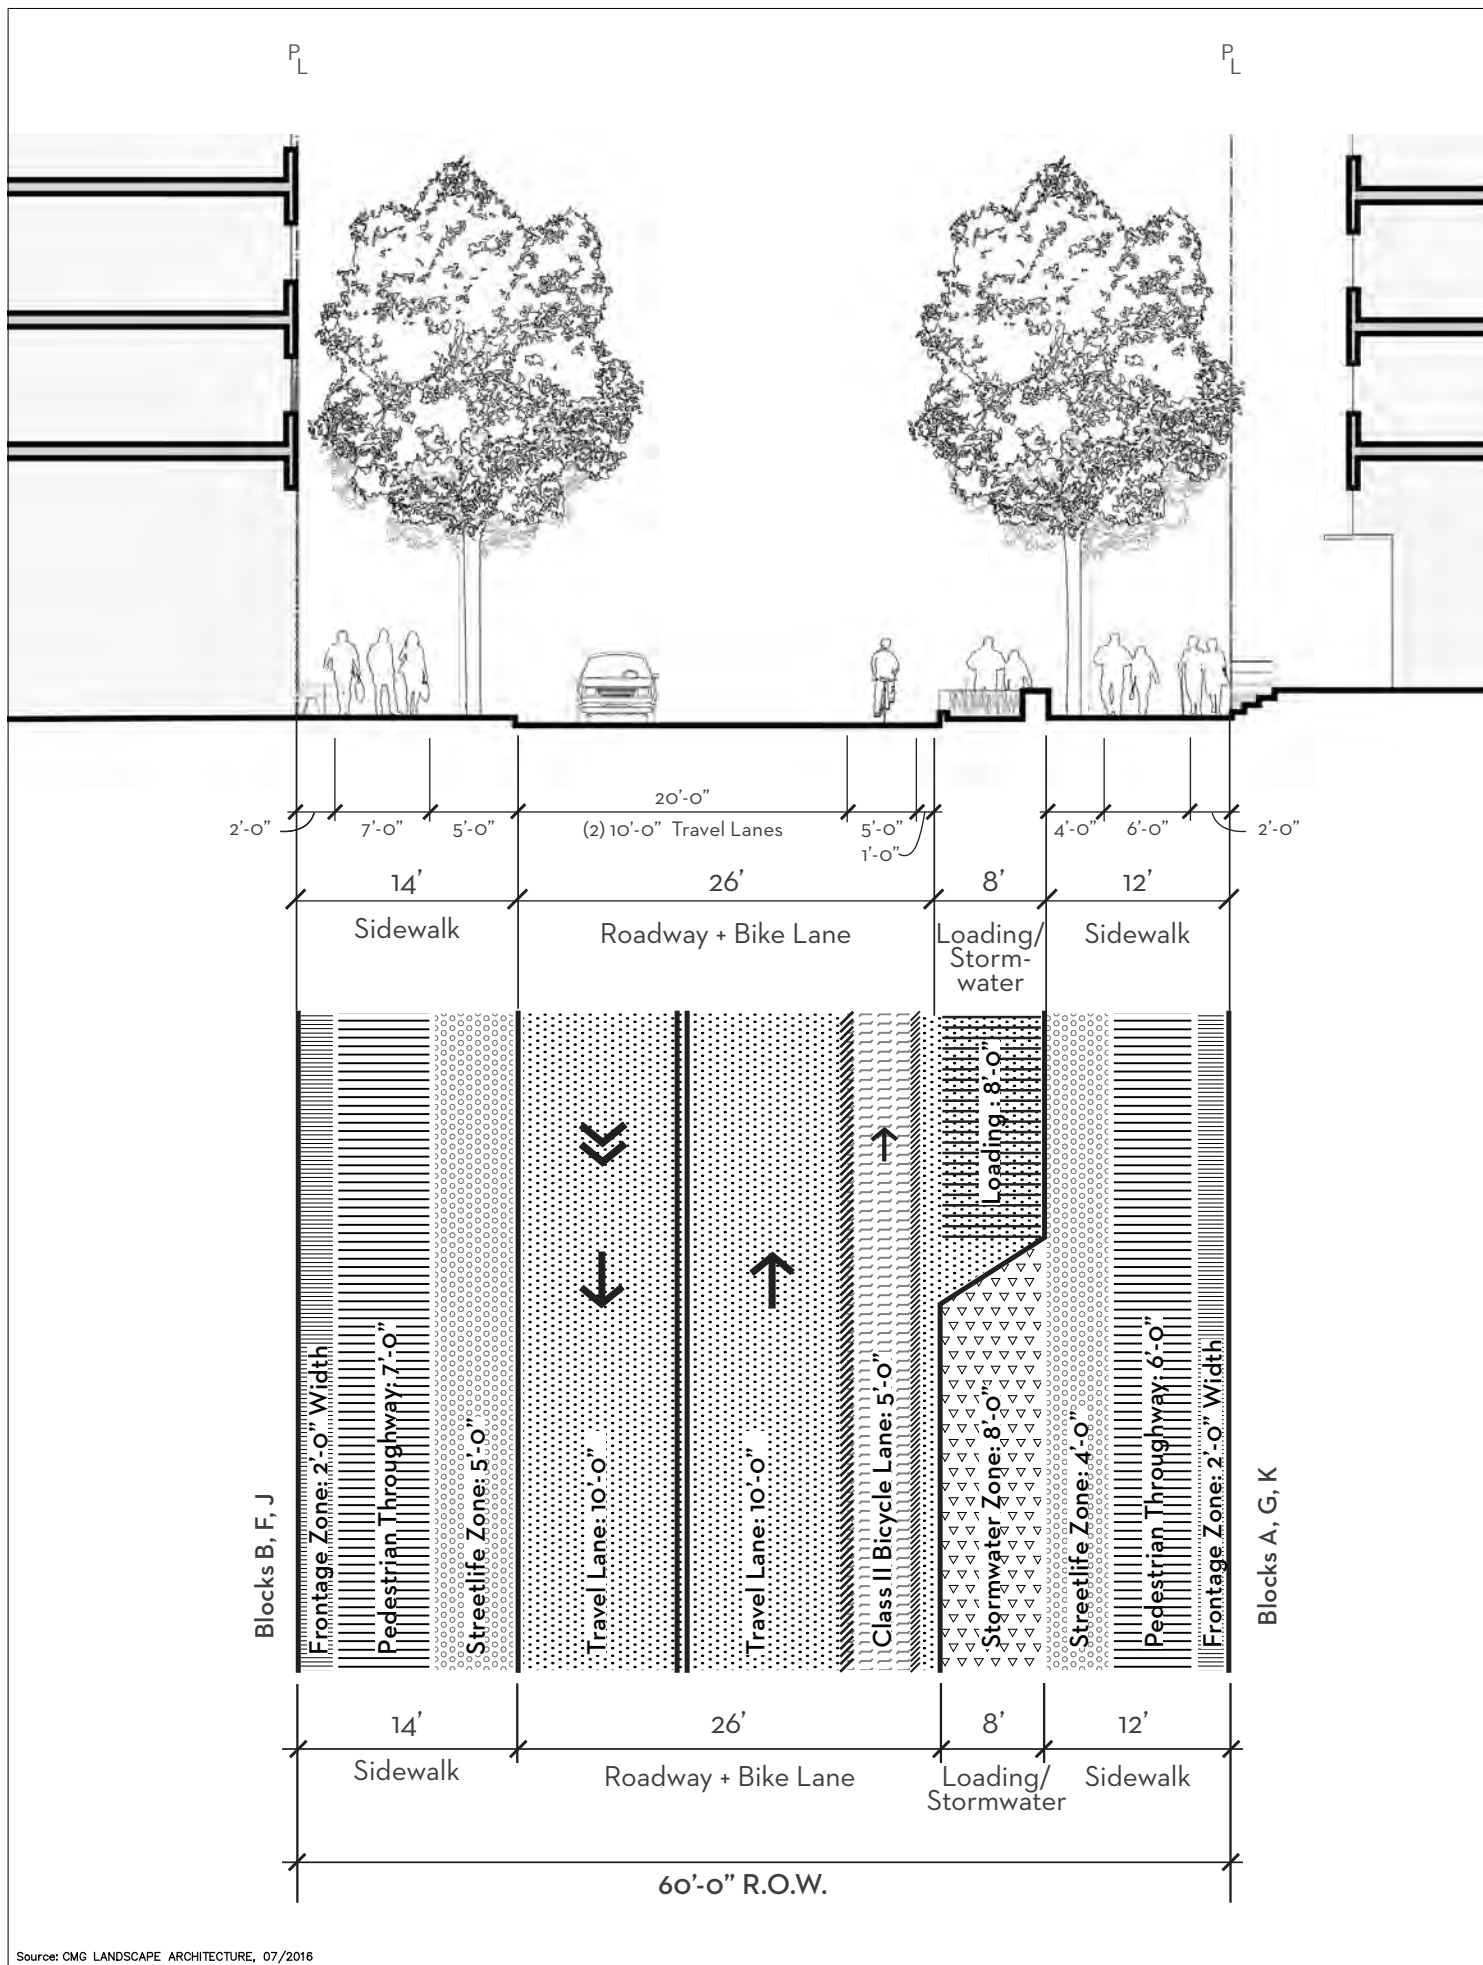 PL
PL
20'-0"
2'-0"
7'-0"
5'-0"
(2) 10'-0" Travel Lanes
5'-0"
1'-0"
4'-0"
6'-0"
2'-0"
14'
26'
8'
12'
Sidewalk
Roadway + Bike Lane
Loading/
Storm-
water
Sidewalk
Blocks B, F, J
Frontage Zone: 2'-0" Width
Pedestrian Throughway: 7'-0"
Streetlife Zone: 5'-0"
Travel Lane: 10'-0"
Travel Lane: 10'-0"
Class II Bicycle Lane: 5'-0"
Loading : 8'-0"
Stormwater Zone: 8'-0"
Streetlife Zone: 4'-0"
Pedestrian Throughway: 6'-0"
Frontage Zone: 2'-0" Width
Blocks A, G, K
14'
26'
8'
12'
Sidewalk
Roadway + Bike Lane
Loading/
Stormwater
Sidewalk
60'-0" R.O.W.
Source: CMG LANDSCAPE ARCHITECTURE, 07/2016